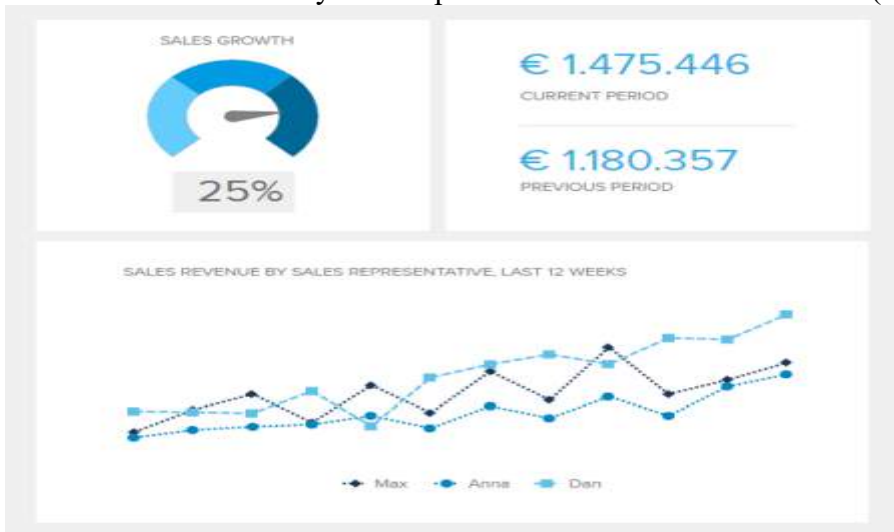 SALES GROWTH
25%
€ 1.475.446
CURRENT PERIOD
€ 1.180.357
PREVIOUS PERIOD
SALES REVENUE BY SALES REPRESENTATIVE, LAST 12 WEEKS
Max Anna Dan